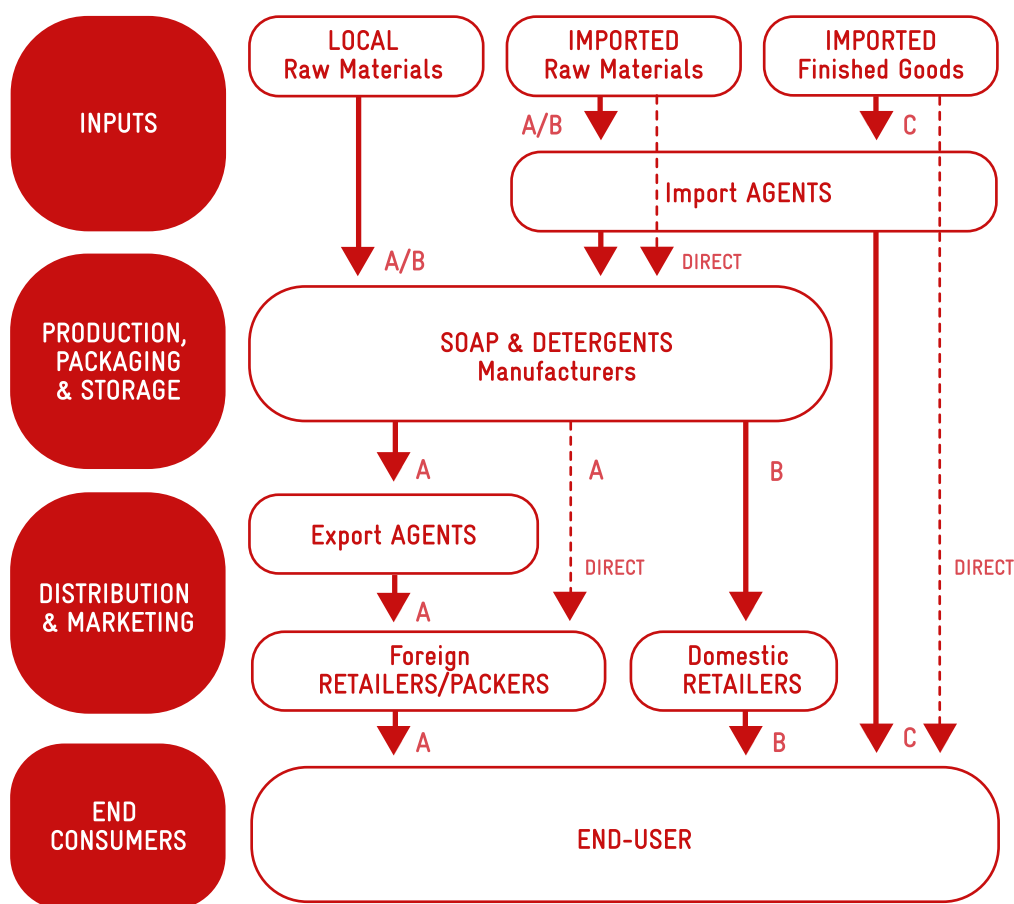 INPUTS
LOCAL
Raw Materials
IMPORTED
Raw Materials
IMPORTED
Finished Goods
A/B
C
Import AGENTS
A/B
DIRECT
PRODUCTION,
PACKAGING
& STORAGE
SOAP & DETERGENTS
Manufacturers
A
A
B
DISTRIBUTION
& MARKETING
Export AGENTS
DIRECT
DIRECT
A
Foreign
RETAILERS/PACKERS
Domestic
RETAILERS
A
B
C
END
CONSUMERS
END-USER